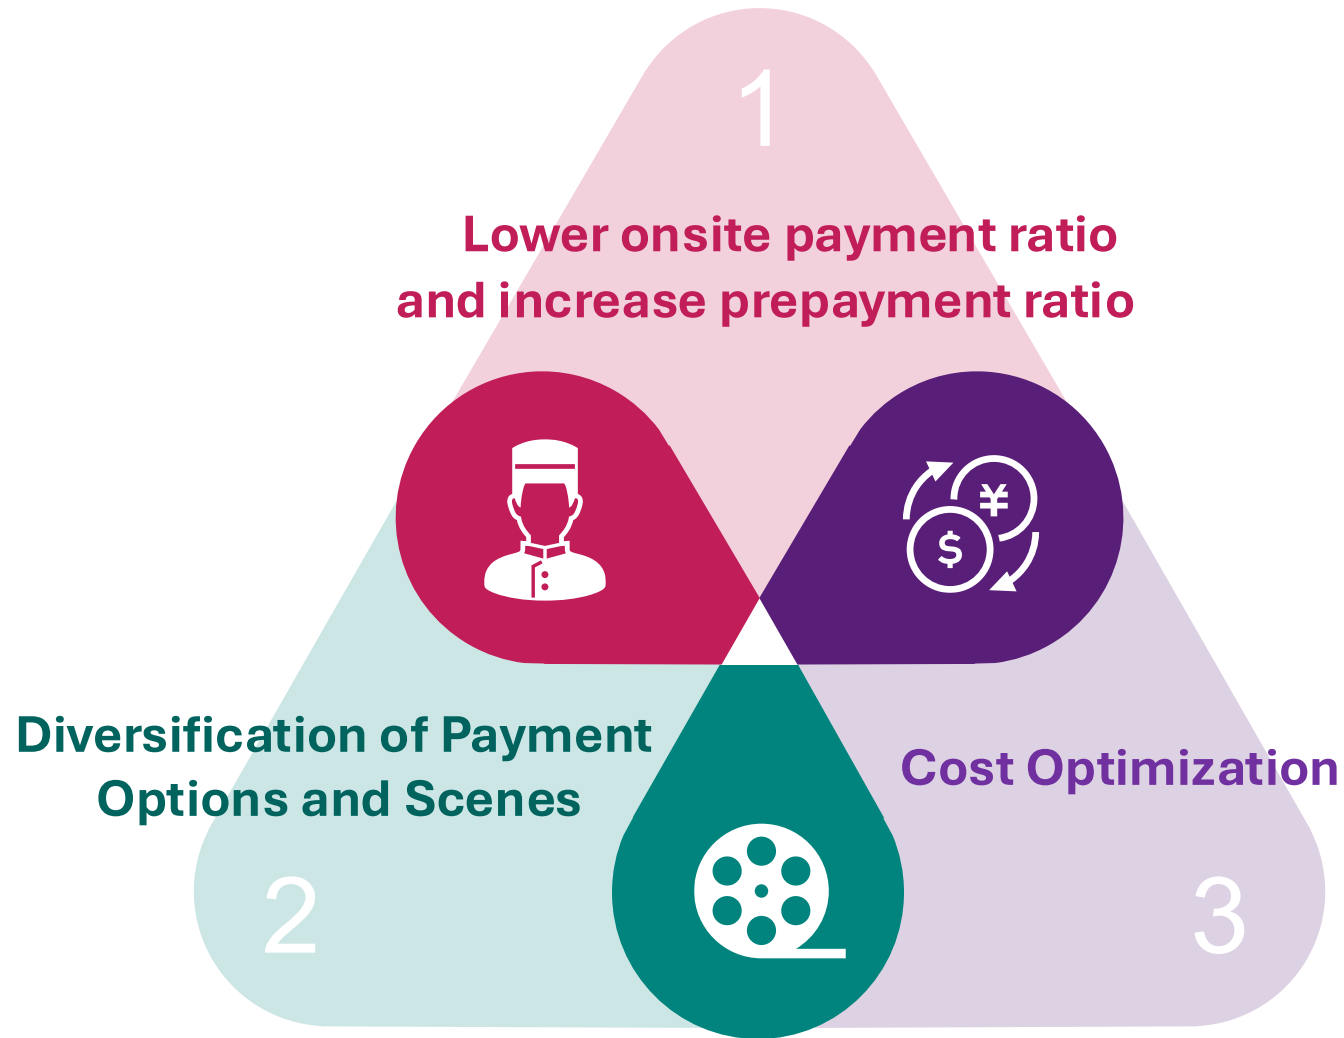 1
Lower onsite payment ratio
and increase prepayment ratio
¥
$
Diversification of Payment
Options and Scenes
Cost Optimization
2
3